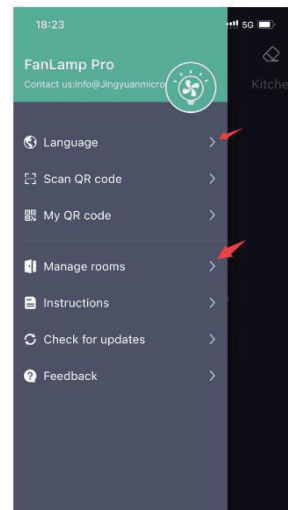 18:23
5G
FanLamp Pro
Contact us:info@Jingyuanmicro
Kitche
Language
Scan QR code
My QR code
Manage rooms
Instructions
Check for updates
Feedback